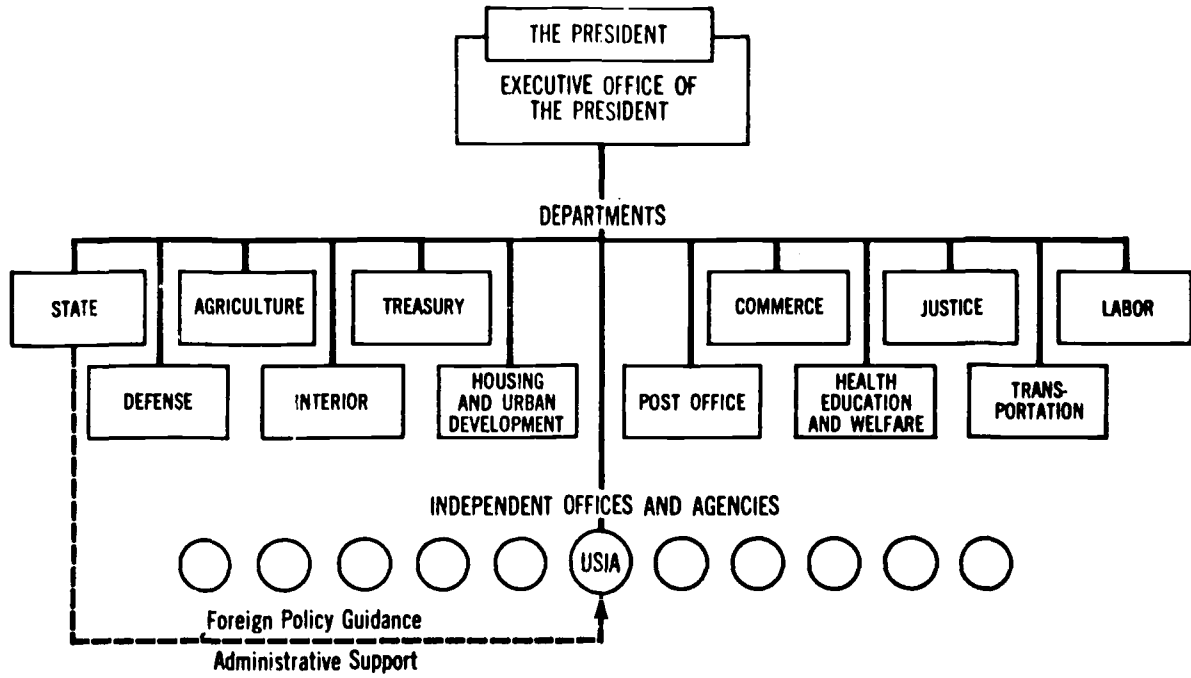 THE PRESIDENT
EXECUTIVE OFFICE OF
THE PRESIDENT
DEPARTMENTS
STATE
AGRICULTURE
TREASURY
COMMERCE
JUSTICE
LABOR
DEFENSE
INTERIOR
HOUSING
AND URBAN
DEVELOPMENT
POST OFFICE
HEALTH
EDUCATION
AND WELFARE
TRANS-
PORTATION
INDEPENDENT OFFICES AND AGENCIES
USIA
Foreign Policy Guidance
Administrative Support